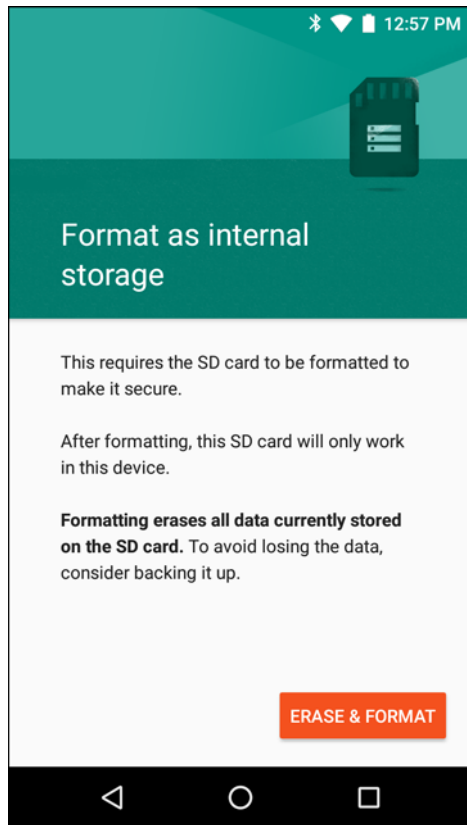 12:57 PM
Format as internal
storage
This requires the SD card to be formatted to
make it secure.
After formatting, this SD card will only work
in this device.
Formatting erases all data currently stored
on the SD card. To avoid losing the data,
consider backing it up.
ERASE & FORMAT